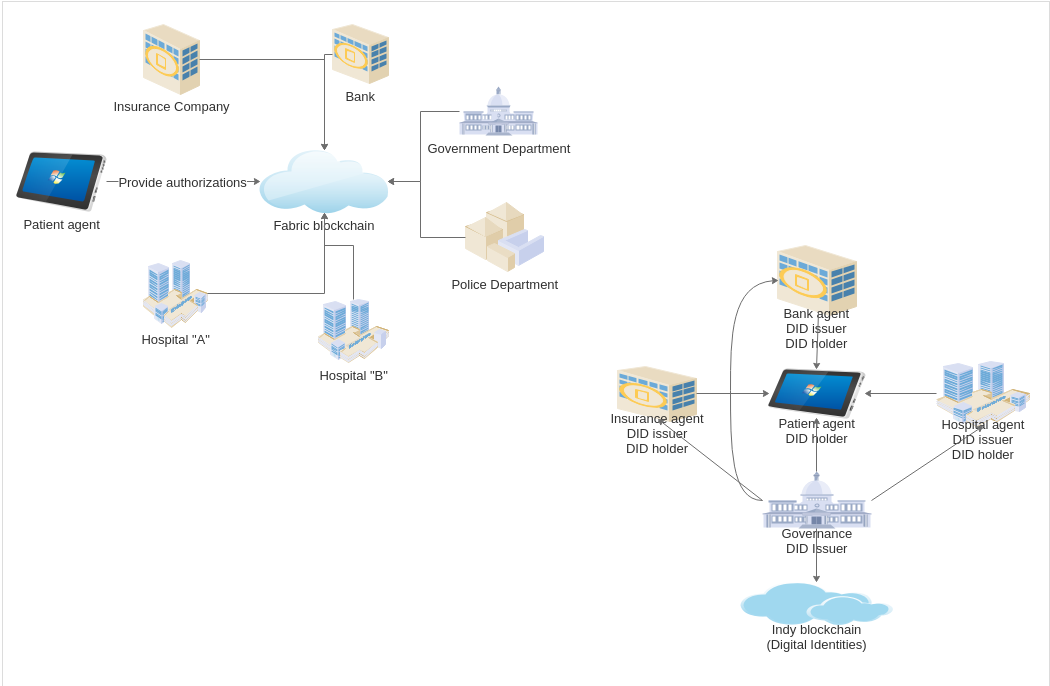 Insurance Company
Bank
Government Department
Provide authorizations
Patient agent
Fabric blockchain
Police Department
Hospital "A"
Hospital "B"
Bank agent
DID issuer
DID holder
Insurance agent
DID issuer
DID holder
Patient agent
DID holder
Hospital agent
DID issuer
DID holder
Governance
DID Issuer
Indy blockchain
(Digital Identities)